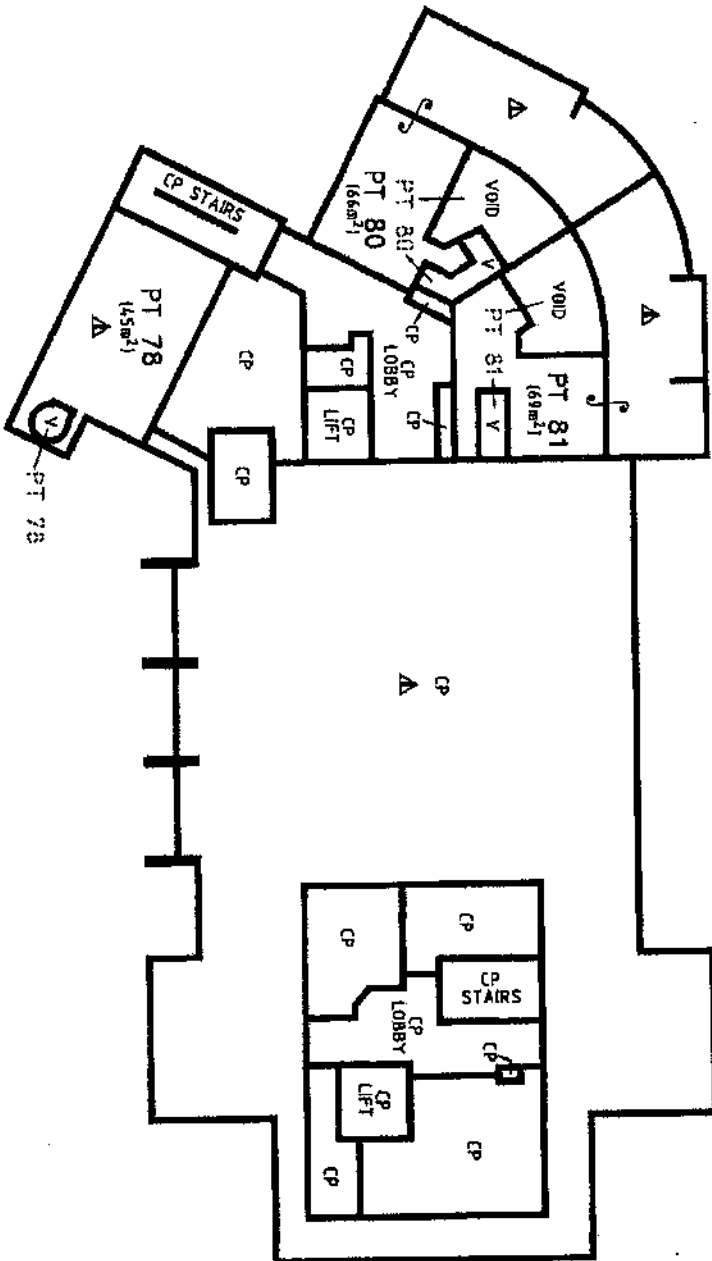 VOID
PT 80
PT 80
(66m²)
V
CP STAIRS
VOID
PT 81
CP
PT 81
(69m²)
CP
LOBBY
CP
V
CP
CP
LIFT
PT 78
(45m²)
CP
CP
V
PT 78
CP
CP
CP
CP
STAIRS
CP
LOBBY
CP
CP
LIFT
CP
CP